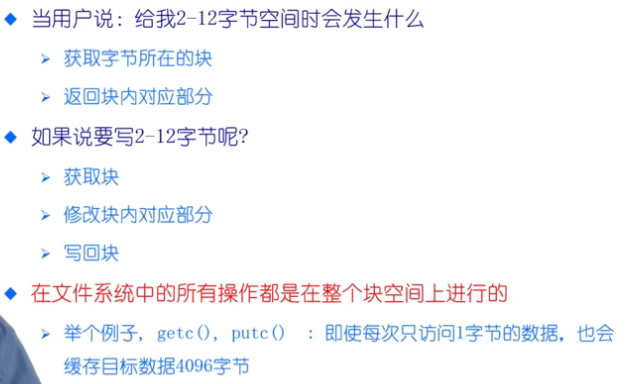 当用户说：给我2-12字节空间时会发生什么
获取字节所在的块
返回块内对应部分
如果说要写2-12字节呢?
获取块
修改块内对应部分
写回块
在文件系统中的所有操作都是在整个块空间上进行的
举个例子, getc(), putc() : 即使每次只访问1字节的数据, 也会
缓存目标数据4096字节